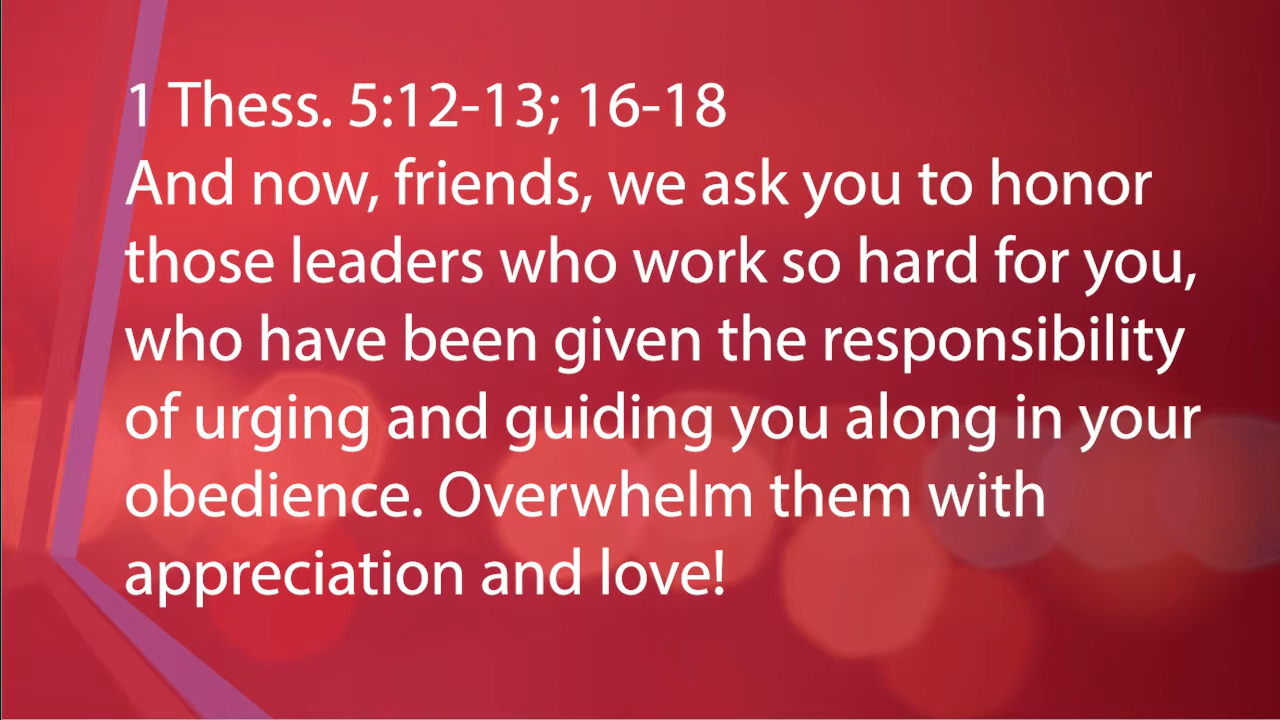 1 Thess. 5:12-13; 16-18
And now, friends, we ask you to honor
those leaders who work so hard for you,
who have been given the responsibility
of urging and guiding you along in your
obedience. Overwhelm them with
appreciation and love!